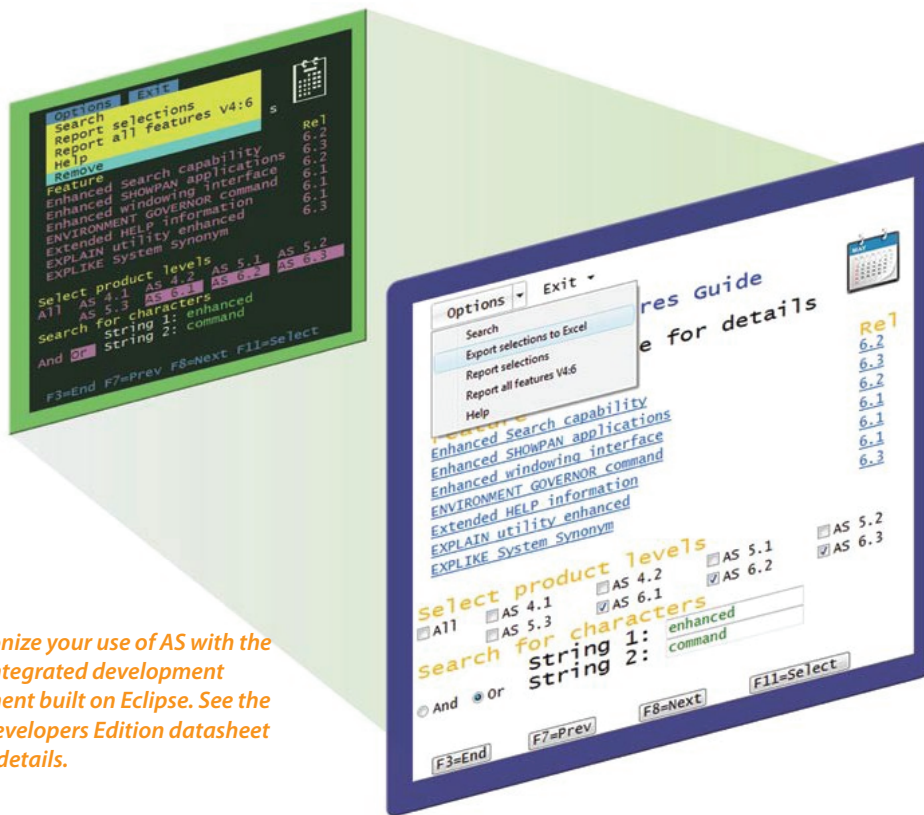 Options Exit
Search
Report selections
Report all features V4:6
Help
Remove
s
Feature Rel
Enhanced Search capability 6.2
Enhanced SHOWPAN applications 6.3
Enhanced windowing interface 6.2
ENVIRONMENT GOVERNOR command 6.1
Extended HELP information 6.1
EXPLAIN utility enhanced 6.1
EXPLIKE System Synonym 6.3
Select product levels
All AS 4.1 AS 4.2 AS 5.1 AS 5.2
AS 5.3 AS 6.1 AS 6.2 AS 6.3
Search for characters
String 1: enhanced
And Or String 2: command
F3=End F7=Prev F8=Next F11=Select
MAY
Options Exit
res Guide
Search
Export selections to Excel
Report selections
Report all features V4:6
Help
e for details
Feature Rel
Enhanced Search capability 6.2
Enhanced SHOWPAN applications 6.3
Enhanced windowing interface 6.2
ENVIRONMENT GOVERNOR command 6.1
Extended HELP information 6.1
EXPLAIN utility enhanced 6.1
EXPLIKE System Synonym 6.3
Select product levels
All AS 4.1 AS 4.2 AS 5.1 AS 5.2
AS 5.3 AS 6.1 AS 6.2 AS 6.3
Search for characters
String 1: enhanced
And Or String 2: command
F3=End F7=Prev F8=Next F11=Select
nize your use of AS with the
ntegrated development
ent built on Eclipse. See the
evelopers Edition datasheet
details.